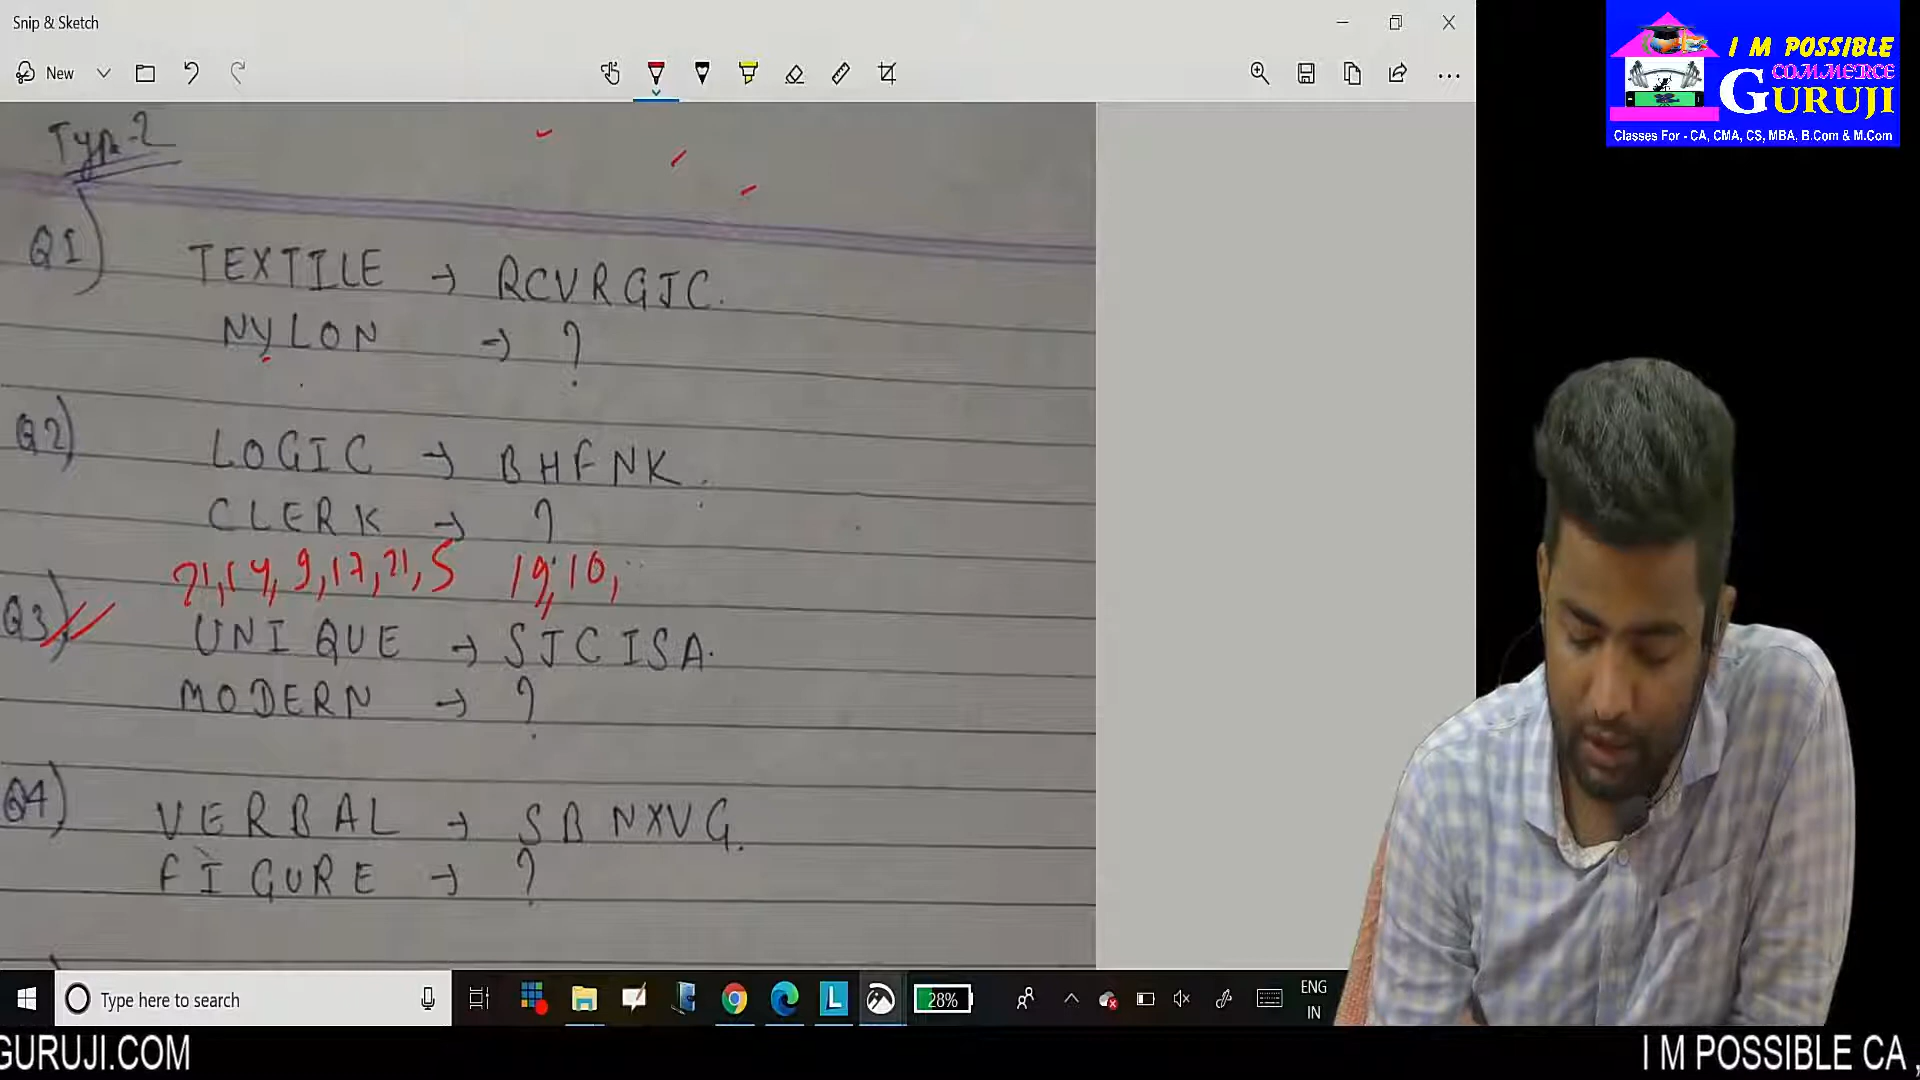 Snip & Sketch
New
I M POSSIBLE
COMMERCE
GURUJI
Classes For - CA, CMA, CS, MBA, B.Com & M.Com
Type-2
Q1) TEXTILE → RCVRGJC.
NYLON → ?
Q2) LOGIC → BHFNK.
CLERK → ?
21, 14, 9, 17, 21, 5 19, 10,
Q3) UNIQUE → SJCISA.
MODERN → ?
Q4) VERBAL → SBNXVG.
FIGURE → ?
Type here to search
L
28%
ENG
IN
GURUJI.COM
I M POSSIBLE CA ,